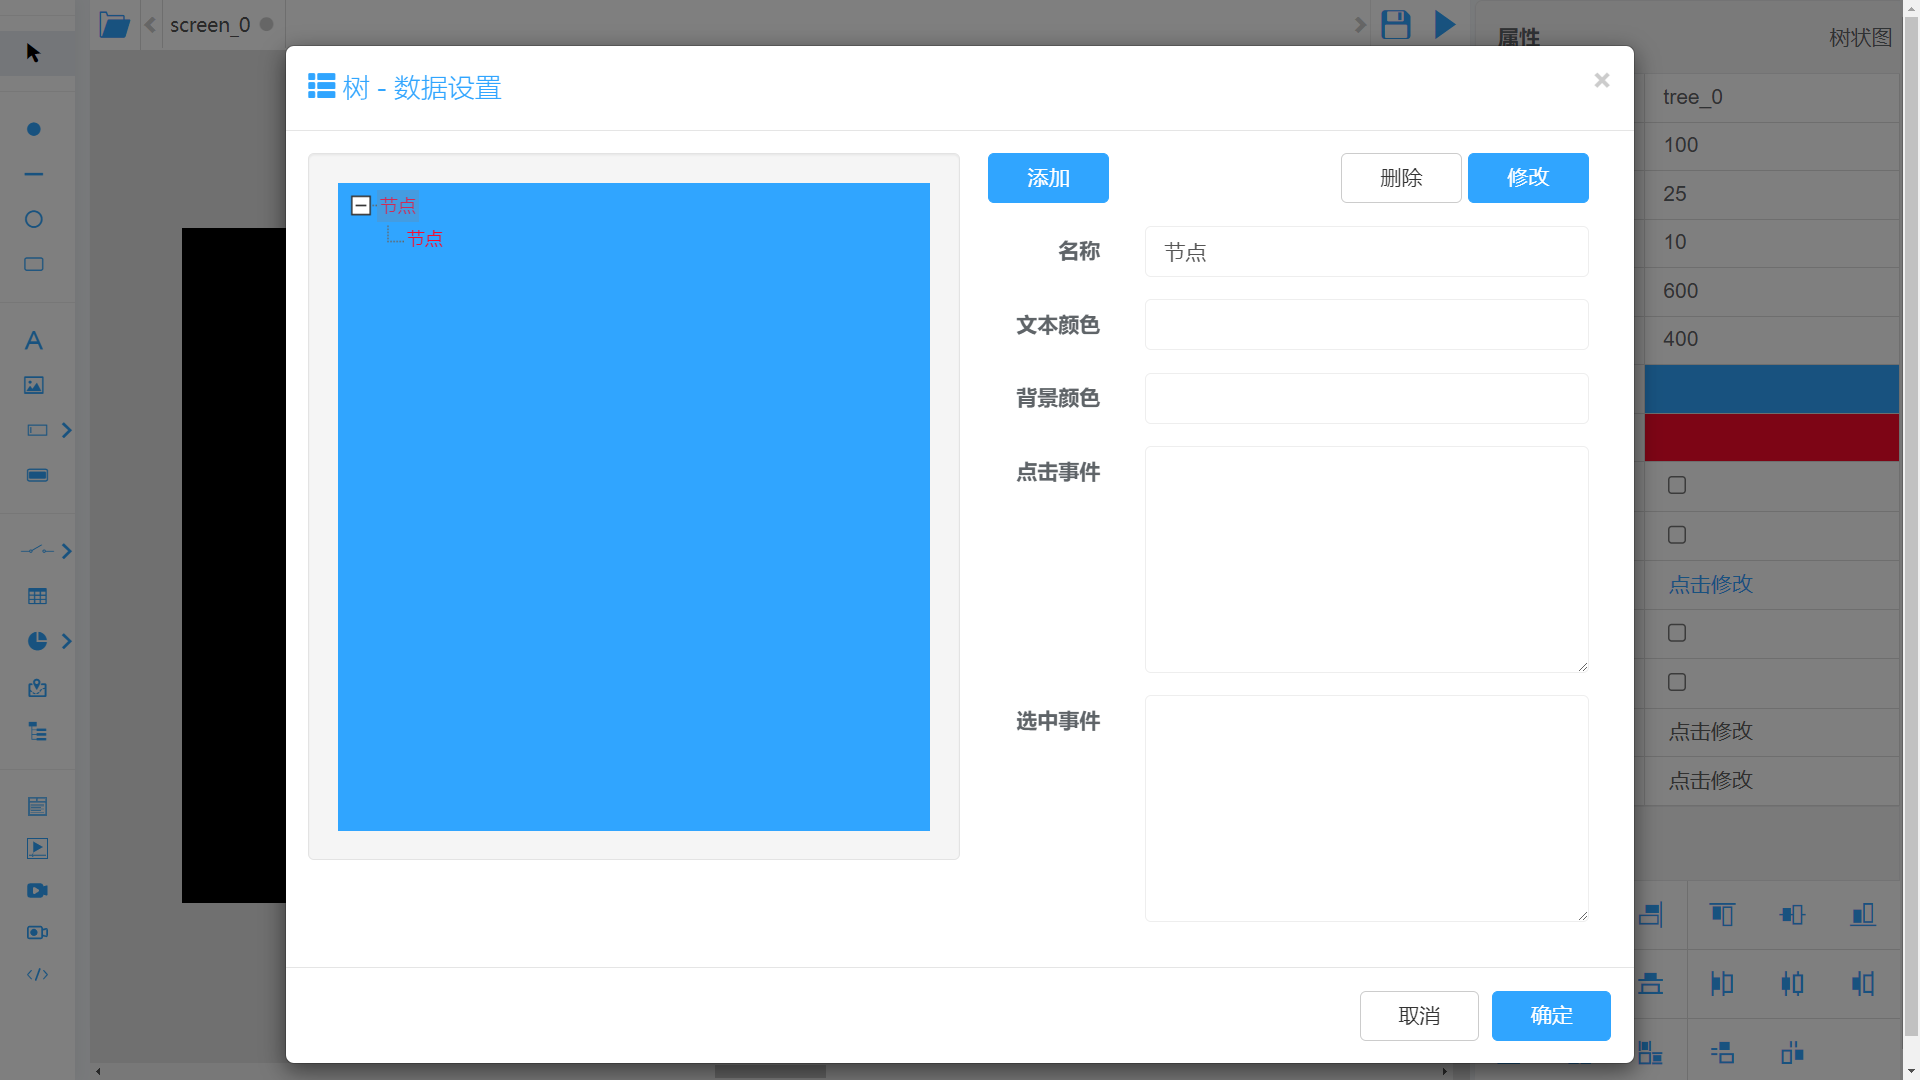 screen_0
属性
树状图
树 - 数据设置
×
节点
节点
添加
删除
修改
名称
节点
文本颜色
背景颜色
点击事件
选中事件
取消
确定
tree_0
100
25
10
600
400
点击修改
点击修改
点击修改